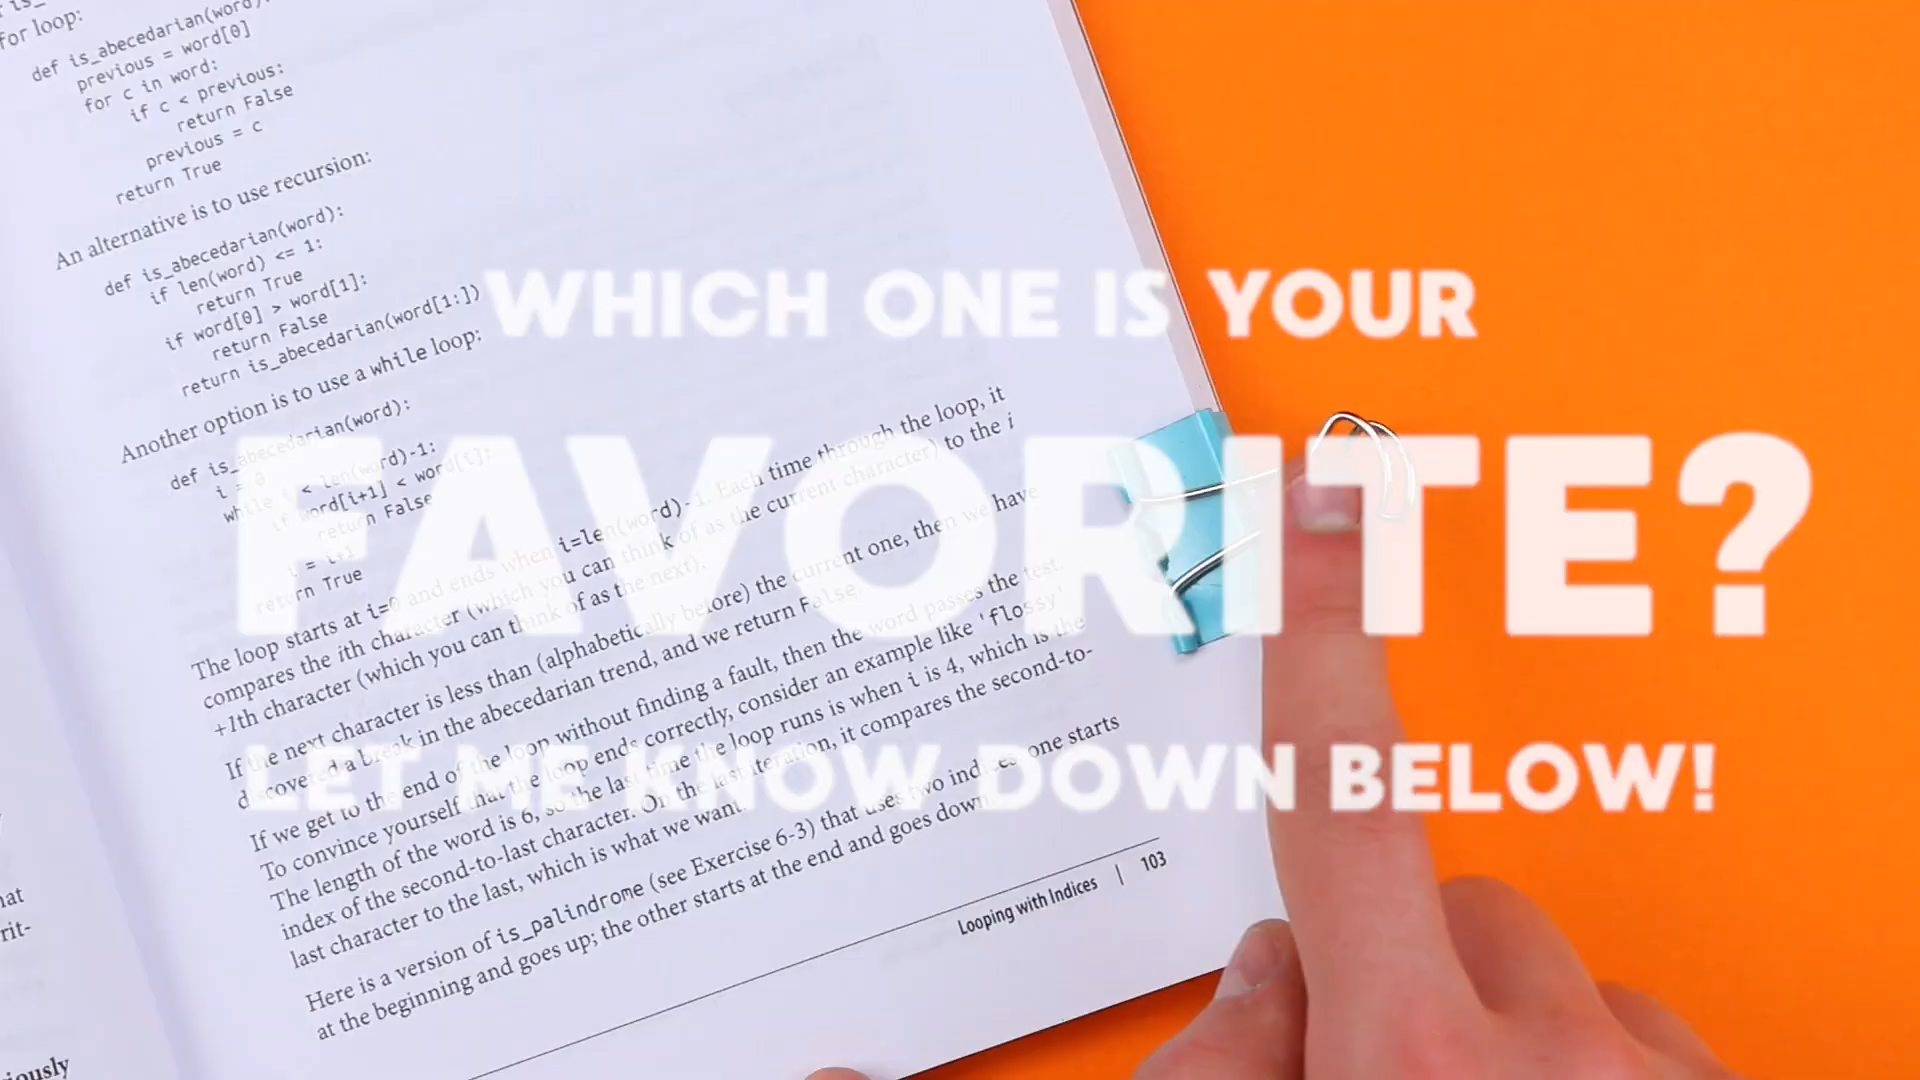 for loop:
def is_abecedarian(word):
previous = word[0]
for c in word:
if c < previous:
return False
previous = c
return True
An alternative is to use recursion:
def is_abecedarian(word):
if len(word) <= 1:
return True
if word[0] > word[1]:
return False
return is_abecedarian(word[1:])
Another option is to use a while loop:
def is_abecedarian(word):
i = 0
while i < len(word)-1:
if word[i+1] < word[i]:
return False
i = i+1
return True
The loop starts at i=0 and ends when i=len(word)-1. Each time through the loop, it
compares the ith character (which you can think of as the current character) to the i
+1th character (which you can think of as the next).
If the next character is less than (alphabetically before) the current one, then we have
discovered a break in the abecedarian trend, and we return False.
If we get to the end of the loop without finding a fault, then the word passes the test.
To convince yourself that the loop ends correctly, consider an example like 'flossy'.
The length of the word is 6, so the last time the loop runs is when i is 4, which is the
index of the second-to-last character. On the last iteration, it compares the second-to-
last character to the last, which is what we want.
Here is a version of is_palindrome (see Exercise 6-3) that uses two indices one starts
at the beginning and goes up; the other starts at the end and goes down.
Looping with Indices | 103
WHICH ONE IS YOUR
FAVORITE?
LET ME KNOW DOWN BELOW!